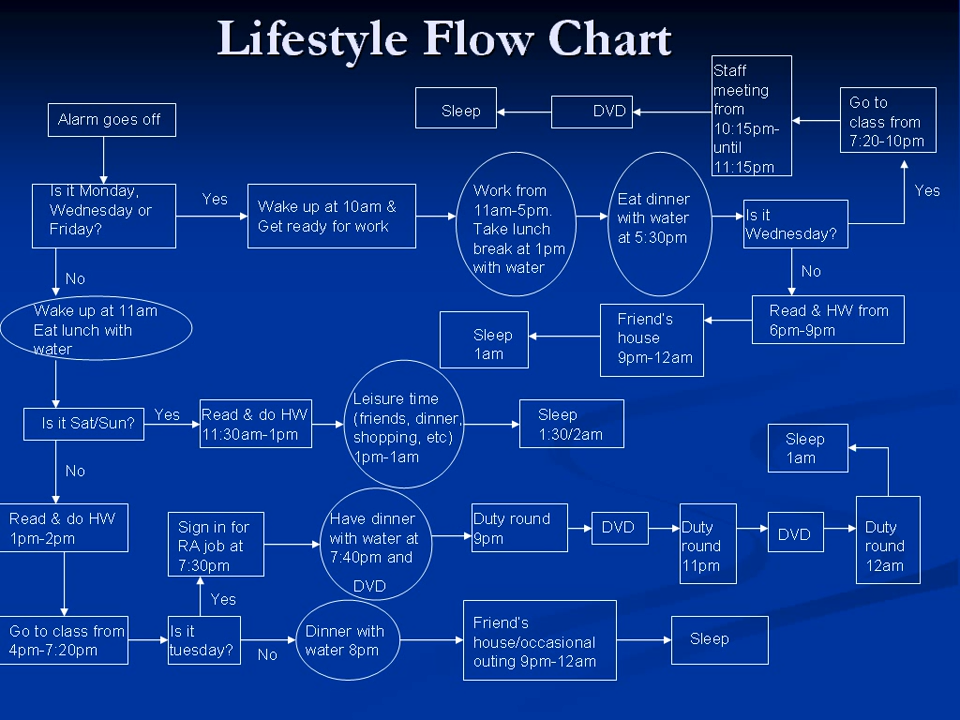 Lifestyle Flow Chart
Alarm goes off
Sleep
DVD
Staff
meeting
from
10:15pm-
until
11:15pm
Go to
class from
7:20-10pm
Is it Monday,
Wednesday or
Friday?
Yes
Wake up at 10am &
Get ready for work
Work from
11am-5pm.
Take lunch
break at 1pm
with water
Eat dinner
with water
at 5:30pm
Is it
Wednesday?
Yes
No
No
Wake up at 11am
Eat lunch with
water
Sleep
1am
Friend's
house
9pm-12am
Read & HW from
6pm-9pm
Is it Sat/Sun?
Yes
Read & do HW
11:30am-1pm
Leisure time
(friends, dinner,
shopping, etc)
1pm-1am
Sleep
1:30/2am
Sleep
1am
No
Read & do HW
1pm-2pm
Sign in for
RA job at
7:30pm
Have dinner
with water at
7:40pm and
DVD
Duty round
9pm
DVD
Duty
round
11pm
DVD
Duty
round
12am
Yes
Go to class from
4pm-7:20pm
Is it
tuesday?
No
Dinner with
water 8pm
Friend's
house/occasional
outing 9pm-12am
Sleep